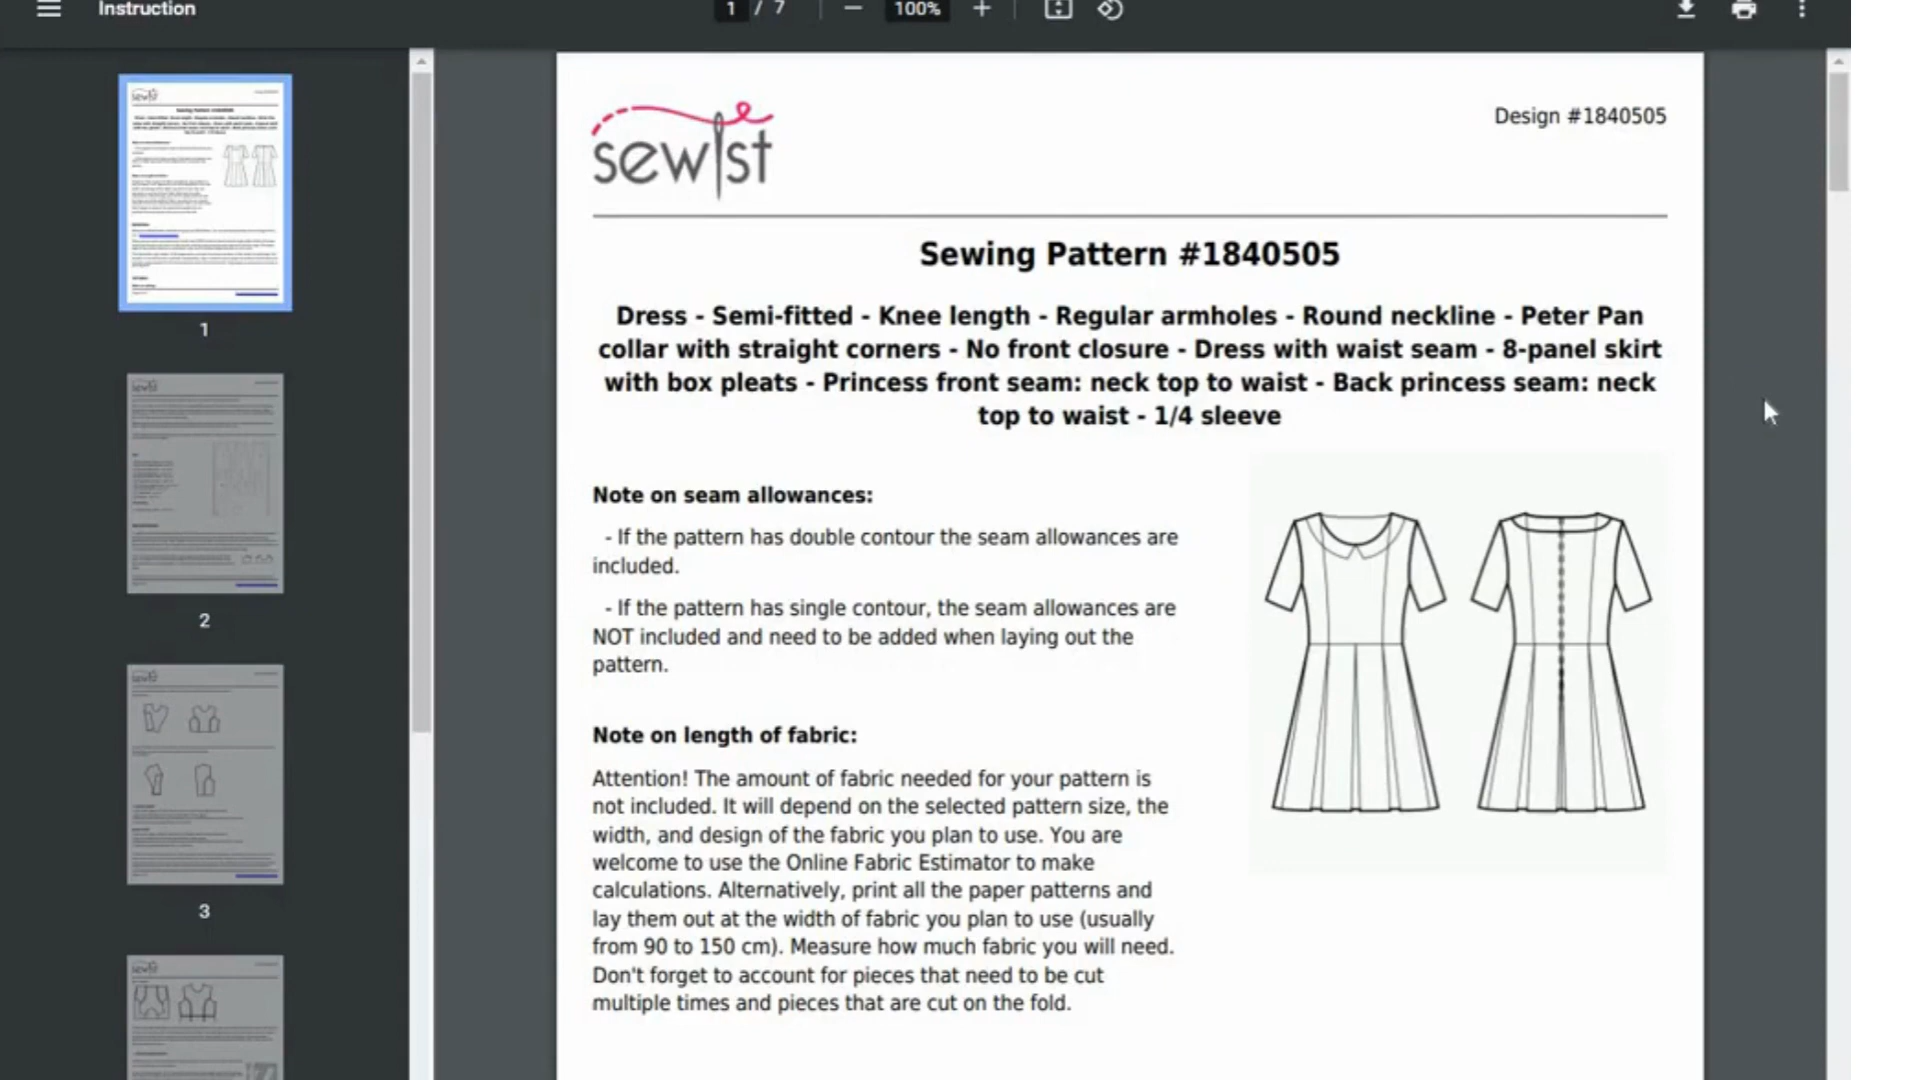 Instruction
1 / 7
100%
sewist
Design #1840505
Sewing Pattern #1840505
Dress - Semi-fitted - Knee length - Regular armholes - Round neckline - Peter Pan
collar with straight corners - No front closure - Dress with waist seam - 8-panel skirt
with box pleats - Princess front seam: neck top to waist - Back princess seam: neck
top to waist - 1/4 sleeve
Note on seam allowances:
- If the pattern has double contour the seam allowances are
included.
- If the pattern has single contour, the seam allowances are
NOT included and need to be added when laying out the
pattern.
Note on length of fabric:
Attention! The amount of fabric needed for your pattern is
not included. It will depend on the selected pattern size, the
width, and design of the fabric you plan to use. You are
welcome to use the Online Fabric Estimator to make
calculations. Alternatively, print all the paper patterns and
lay them out at the width of fabric you plan to use (usually
from 90 to 150 cm). Measure how much fabric you will need.
Don't forget to account for pieces that need to be cut
multiple times and pieces that are cut on the fold.
1
2
3